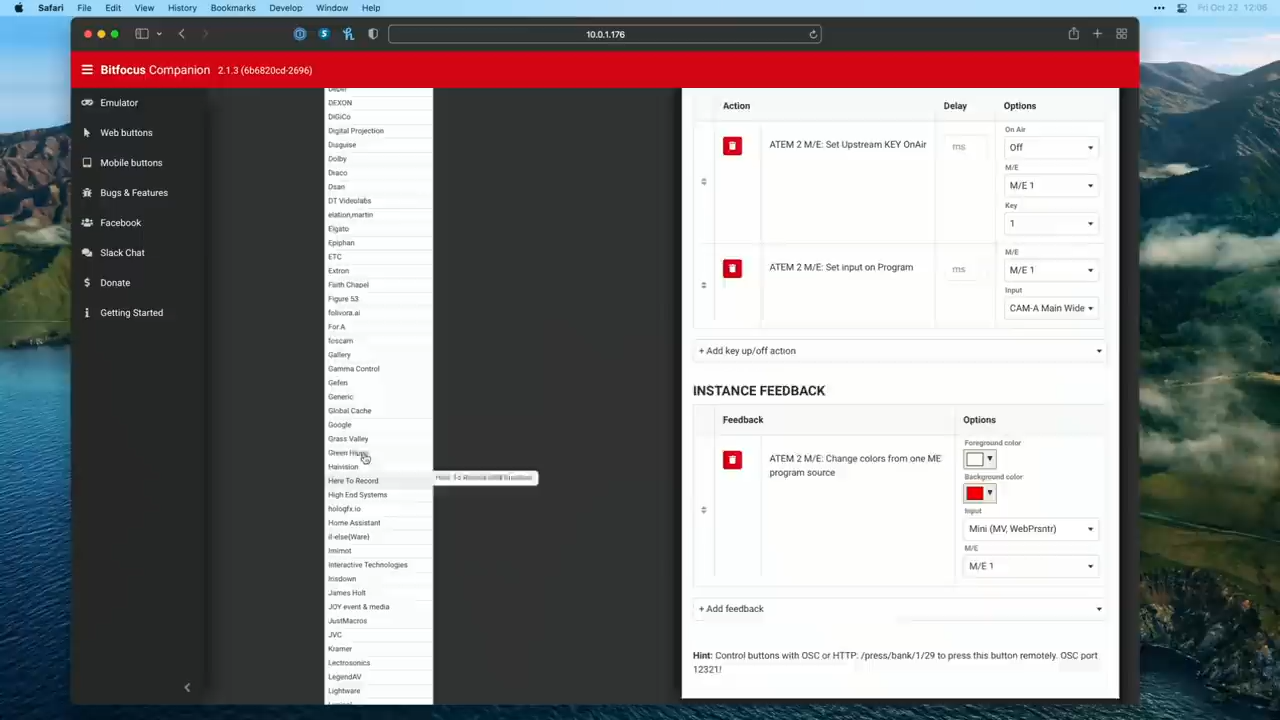 Safari File Edit View History Bookmarks Develop Window Help Fri Oct 22 12:06
10.0.1.176
Bitfocus Companion 2.1.3 (6b6820cd-2696)
Emulator
Web buttons
Mobile buttons
Bugs & Features
Facebook
Slack Chat
Donate
Getting Started
DEXON
DiGiCo
Digital Projection
Disguise
Dolby
Draco
Dsan
DT Videolabs
elation,martin
Elgato
Epiphan
ETC
Extron
Faith Chapel
Figure 53
folivora.ai
For.A
foscam
Gallery
Gamma Control
Gefen
Generic
Global Cache
Google
Grass Valley
Green
Haivision
Here To Record
High End Systems
hologfx.io
Home Assistant
if-else(Ware)
Imimot
Interactive Technologies
Irisdown
James Holt
JOY event & media
JustMacros
JVC
Kramer
Lectrosonics
LegendAV
Lightware
Action Delay Options
ATEM 2 M/E: Set Upstream KEY OnAir
ms
On Air
Off
M/E
M/E 1
Key
1
ATEM 2 M/E: Set input on Program
ms
M/E
M/E 1
Input
CAM-A Main Wide
+ Add key up/off action
INSTANCE FEEDBACK
Feedback Options
ATEM 2 M/E: Change colors from one ME
program source
Foreground color
Background color
Input
Mini (MV, WebPrsntr)
M/E
M/E 1
+ Add feedback
Hint: Control buttons with OSC or HTTP: /press/bank/1/29 to press this button remotely. OSC port
12321!